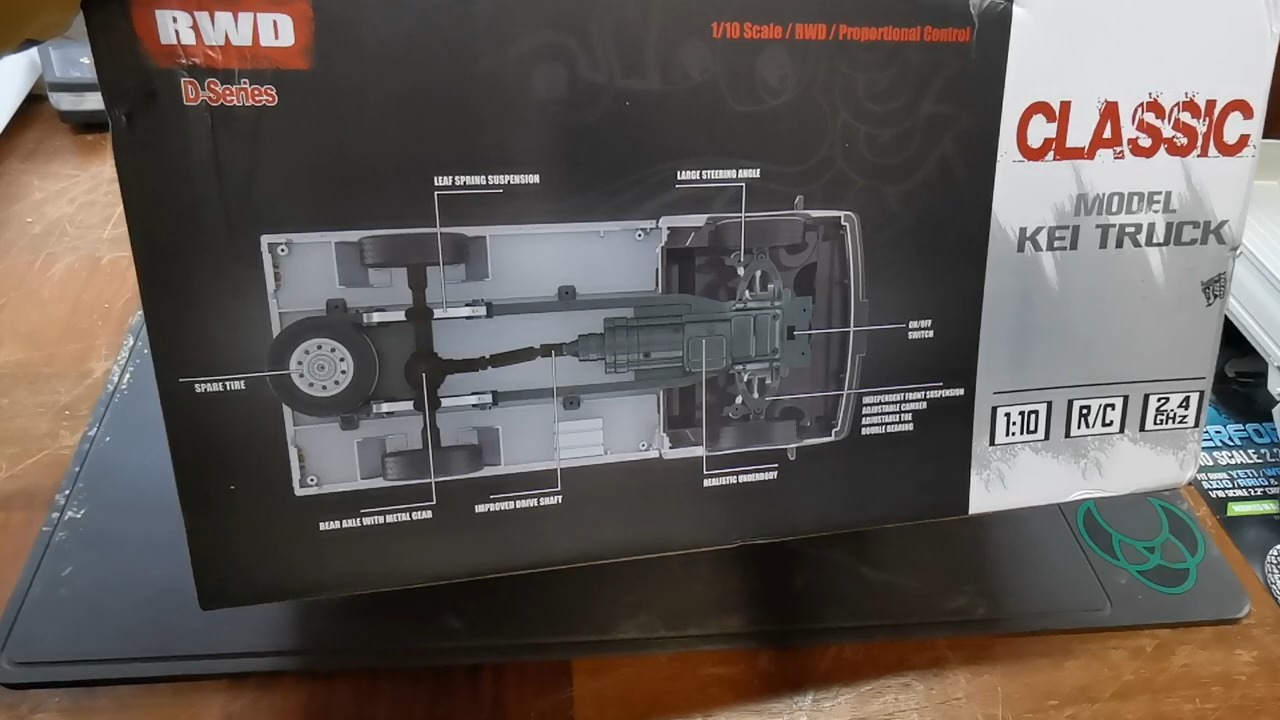 RWD
D-Series
1/10 Scale / RWD / Proportional Control
CLASSIC
MODEL
KEI TRUCK
1:10
R/C
2.4
GHz
LEAF SPRING SUSPENSION
LARGE STEERING ANGLE
ON/OFF
SWITCH
SPARE TIRE
INDEPENDENT FRONT SUSPENSION
ADJUSTABLE CAMBER
ADJUSTABLE TOE
DOUBLE BEARING
REALISTIC UNDERBODY
IMPROVED DRIVE SHAFT
REAR AXLE WITH METAL GEAR